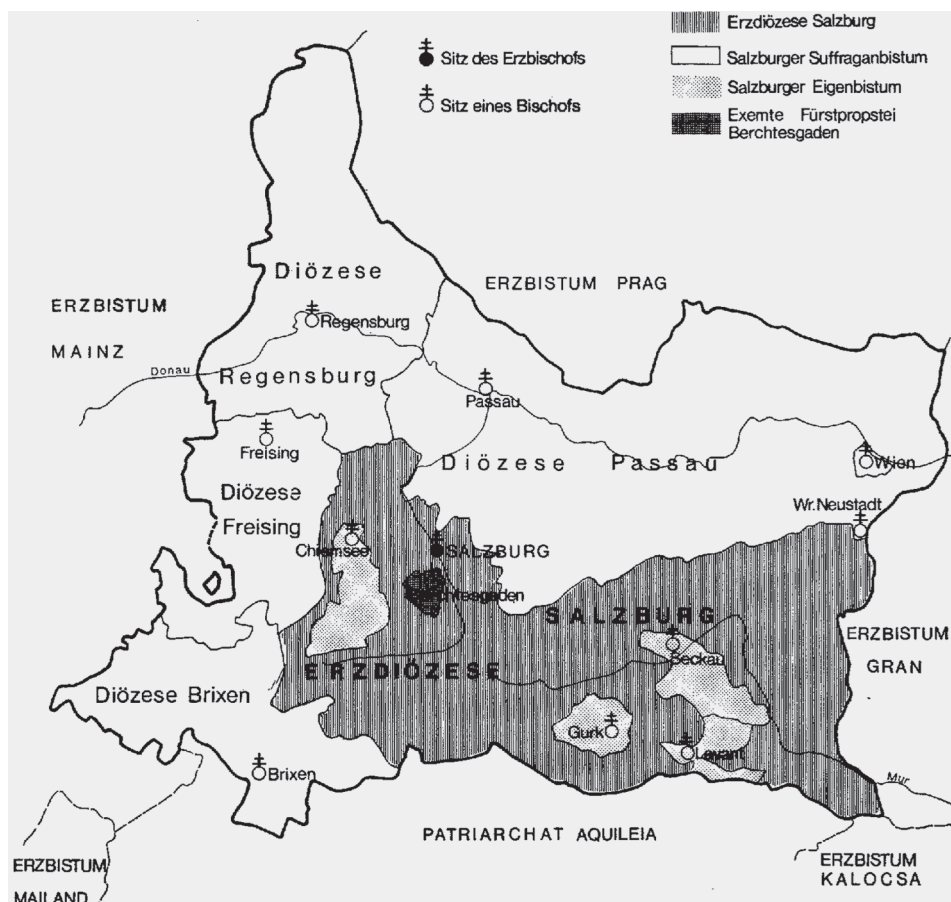 Erzdiözese Salzburg
Sitz des Erzbischofs
Salzburger Suffraganbistum
Salzburger Eigenbistum
Sitz eines Bischofs
Exemte Fürstpropstei
Berchtesgaden
Diözese
ERZBISTUM PRAG
ERZBISTUM
Regensburg
MAINZ
Donau
Regensburg
Passau
Freising
Diözese Passau
Wien
Diözese
Freising
Wr.Neustadt
Chiemsee
SALZBURG
Berchtesgaden
SALZBURG
ERZBISTUM
GRAN
Seckau
ERZDIÖZESE
Diözese Brixen
Gurk
Lavant
Brixen
Mur
PATRIARCHAT AQUILEIA
ERZBISTUM
MAILAND
ERZBISTUM
KALOCSA